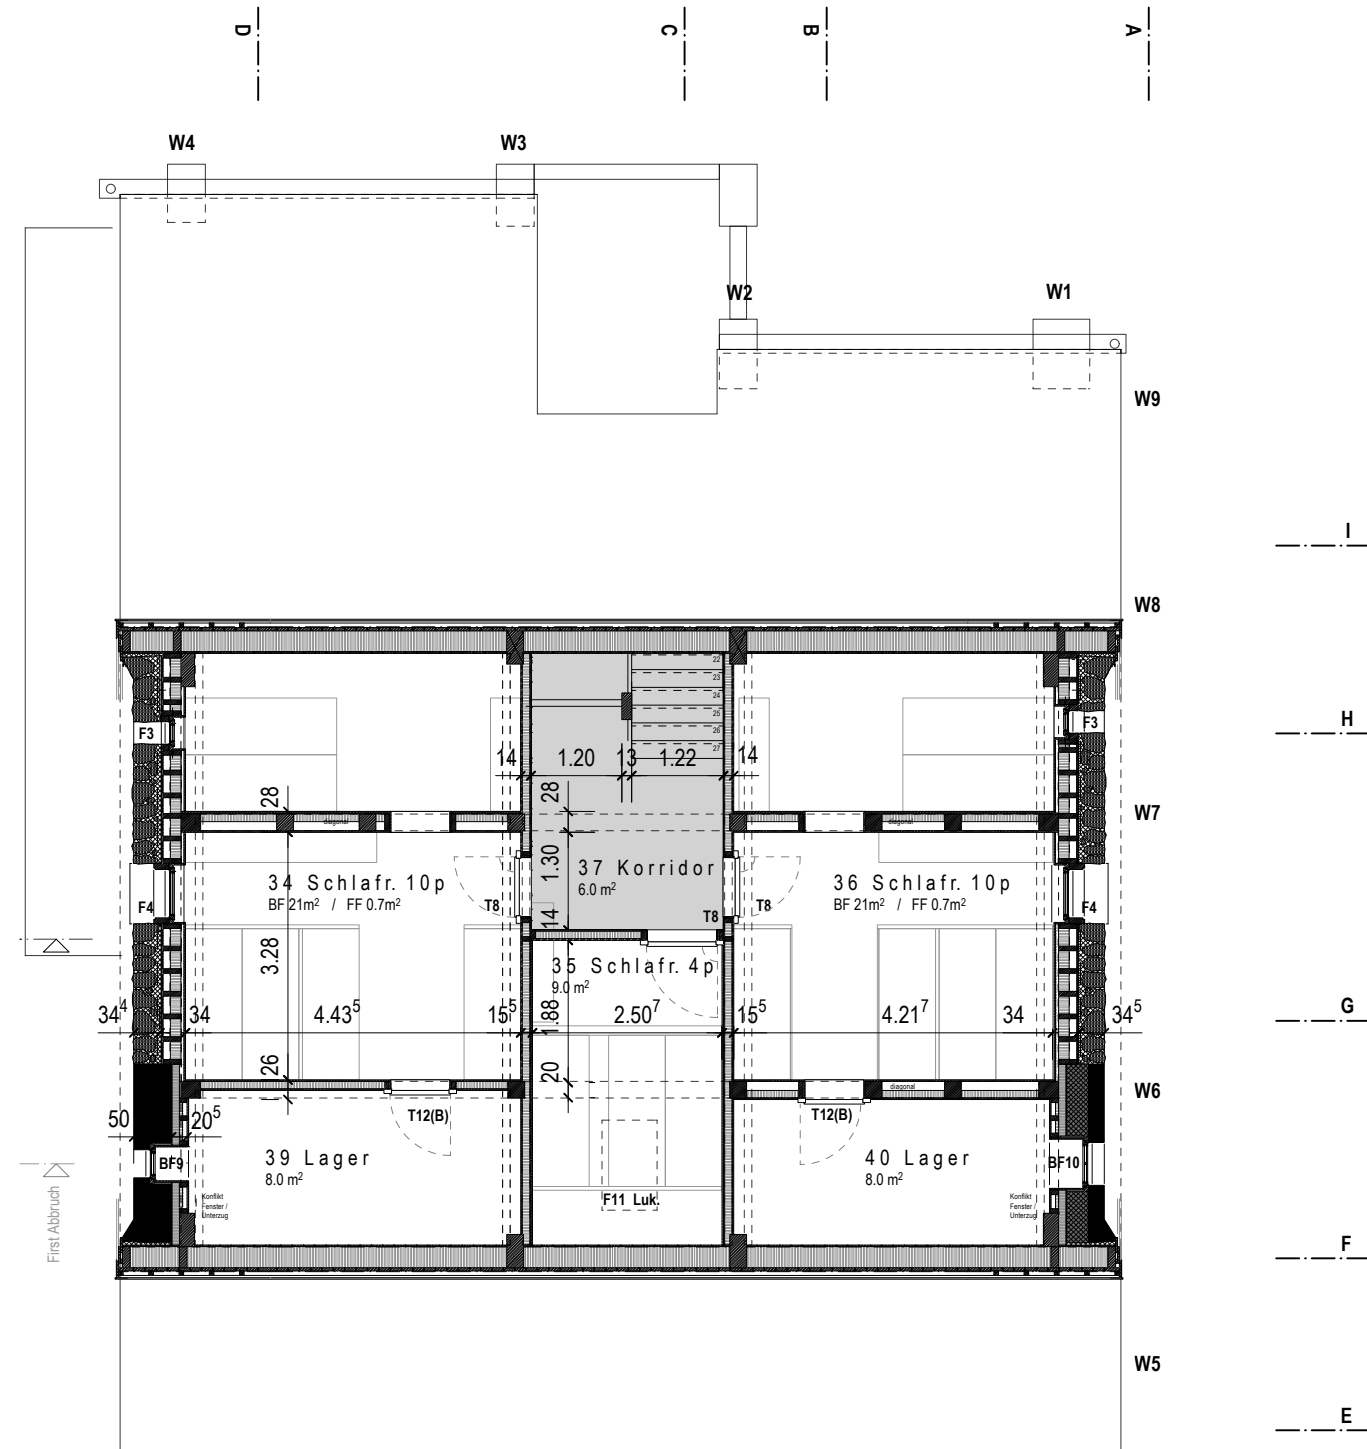 D
C
B
A
W4
W3
W2
W1
W9
I
W8
22
23
24
25
26
27
F3
F3
H
14
1.20
13
1.22
14
28
28
W7
diagonal
diagonal
1.30
37 Korridor
6.0 m²
34 Schlafr. 10p
BF 21m² / FF 0.7m²
36 Schlafr. 10p
BF 21m² / FF 0.7m²
F4
T8
T8
T8
F4
14
3.28
35 Schlafr. 4p
9.0 m²
1.88
34⁴
34
4.43⁵
15⁵
2.50⁷
15⁵
4.21⁷
34
34⁵
G
26
20
diagonal
W6
50
20⁵
T12(B)
T12(B)
39 Lager
8.0 m²
40 Lager
8.0 m²
BF9
BF10
Konflikt
Fenster /
Unterzug
F11 Luk.
Konflikt
Fenster /
Unterzug
First Abbruch
F
W5
E